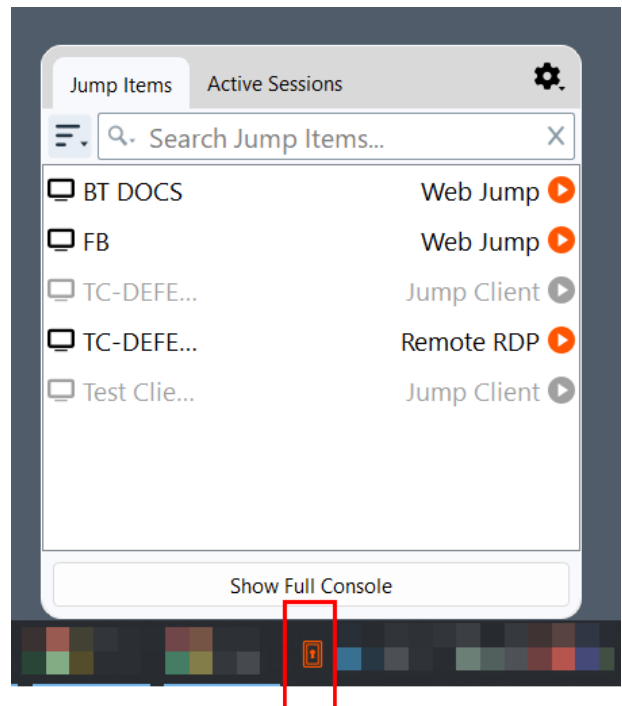 Jump Items Active Sessions
Search Jump Items...
BT DOCS Web Jump
FB Web Jump
TC-DEFE... Jump Client
TC-DEFE... Remote RDP
Test Clie... Jump Client
Show Full Console